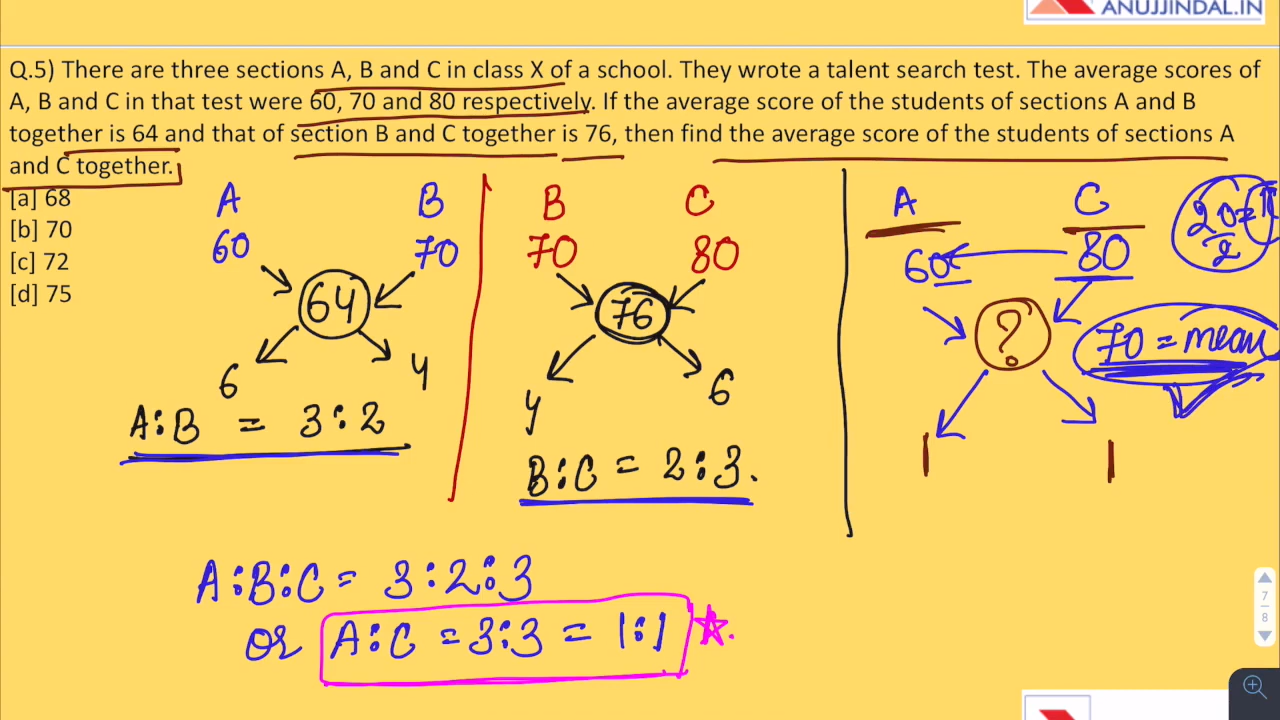 ANUJJINDAL.IN
Q.5) There are three sections A, B and C in class X of a school. They wrote a talent search test. The average scores of
A, B and C in that test were 60, 70 and 80 respectively. If the average score of the students of sections A and B
together is 64 and that of section B and C together is 76, then find the average score of the students of sections A
and C together.
[a] 68
[b] 70
[c] 72
[d] 75
A B
60 70
64
6 4
A:B = 3:2
B C
70 80
76
4 6
B:C = 2:3.
A C
60 80
?
1 1
20 =
2
70 = mean
A:B:C = 3:2:3
or A:C = 3:3 = 1:1
7
8